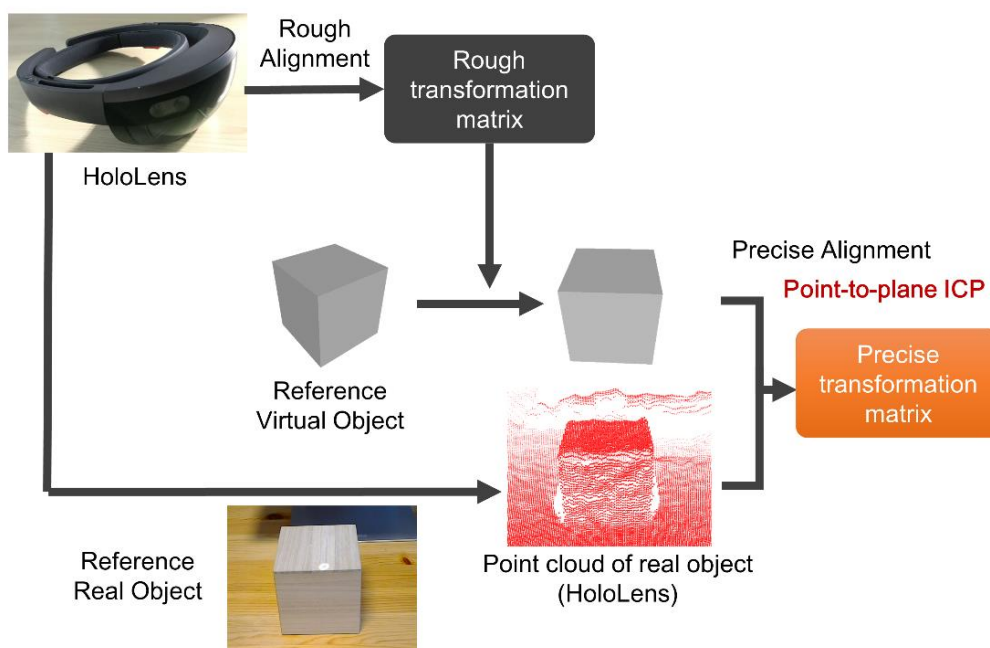 Rough
Alignment
Rough
transformation
matrix
HoloLens
Precise Alignment
Point-to-plane ICP
Precise
transformation
matrix
Reference
Virtual Object
Reference
Real Object
Point cloud of real object
(HoloLens)